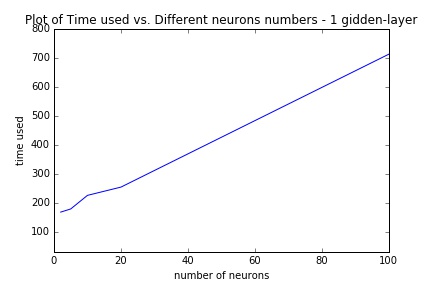 Plot of Time used vs. Different neurons numbers - 1 gidden-layer
800
700
600
500
400
300
200
100
time used
0 20 40 60 80 100
number of neurons